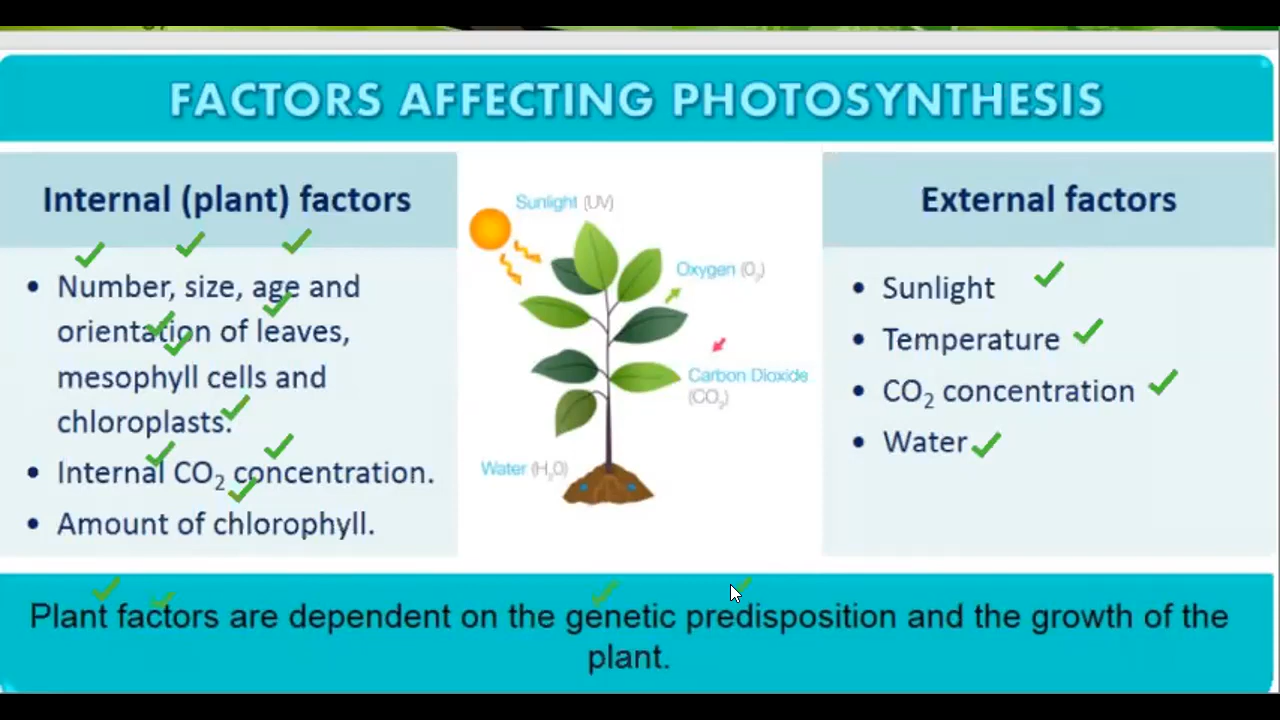 FACTORS AFFECTING PHOTOSYNTHESIS
Internal (plant) factors
• Number, size, age and
orientation of leaves,
mesophyll cells and
chloroplasts.
• Internal CO₂ concentration.
• Amount of chlorophyll.
Sunlight (UV)
Oxygen (O₂)
Carbon Dioxide
(CO₂)
Water (H₂O)
External factors
• Sunlight
• Temperature
• CO₂ concentration
• Water
Plant factors are dependent on the genetic predisposition and the growth of the
plant.